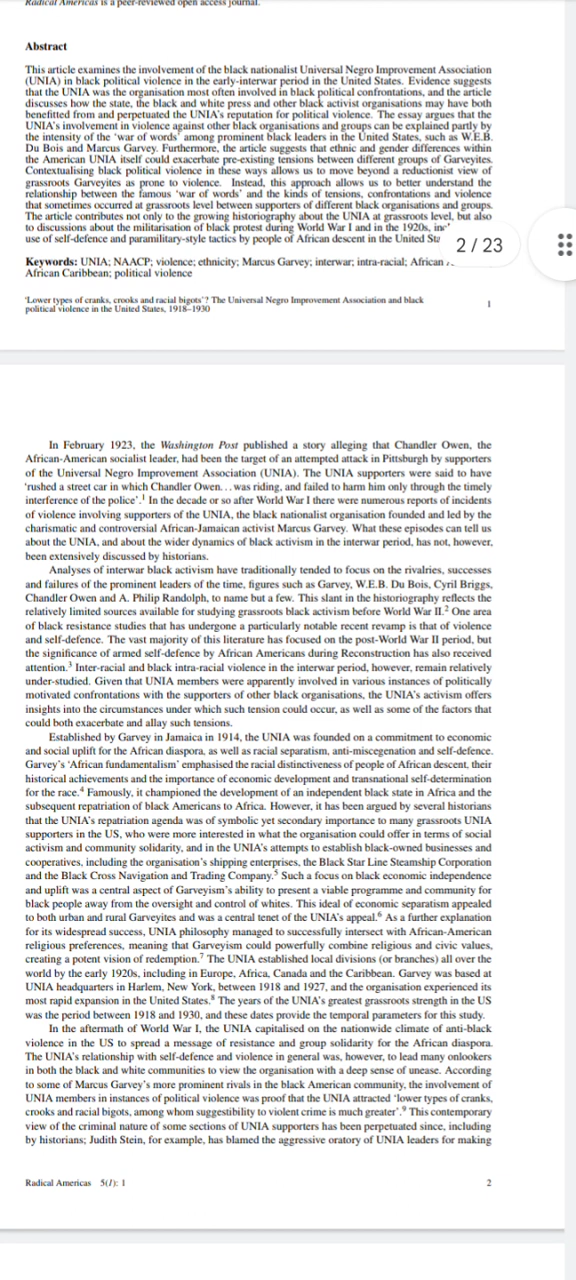 Radical Americas is a peer-reviewed open access journal.
Abstract
This article examines the involvement of the black nationalist Universal Negro Improvement Association
(UNIA) in black political violence in the early-interwar period in the United States. Evidence suggests
that the UNIA was the organisation most often involved in black political confrontations, and the article
discusses how the state, the black and white press and other black activist organisations may have both
benefitted from and perpetuated the UNIA's reputation for political violence. The essay argues that the
UNIA's involvement in violence against other black organisations and groups can be explained partly by
the intensity of the 'war of words' among prominent black leaders in the United States, such as W.E.B.
Du Bois and Marcus Garvey. Furthermore, the article suggests that ethnic and gender differences within
the American UNIA itself could exacerbate pre-existing tensions between different groups of Garveyites.
Contextualising black political violence in these ways allows us to move beyond a reductionist view of
grassroots Garveyites as prone to violence. Instead, this approach allows us to better understand the
relationship between the famous 'war of words' and the kinds of tensions, confrontations and violence
that sometimes occurred at grassroots level between supporters of different black organisations and groups.
The article contributes not only to the growing historiography about the UNIA at grassroots level, but also
to discussions about the militarisation of black protest during World War I and in the 1920s,
use of self-defence and paramilitary-style tactics by people of African descent in the United
2 / 23
Keywords: UNIA; NAACP; violence; ethnicity; Marcus Garvey; interwar; intra-racial; African
African Caribbean; political violence
'Lower types of cranks, crooks and racial bigots'? The Universal Negro Improvement Association and black
political violence in the United States, 1918–1930
1
In February 1923, the Washington Post published a story alleging that Chandler Owen, the
African-American socialist leader, had been the target of an attempted attack in Pittsburgh by supporters
of the Universal Negro Improvement Association (UNIA). The UNIA supporters were said to have
'rushed a street car in which Chandler Owen. . . was riding, and failed to harm him only through the timely
interference of the police'.¹ In the decade or so after World War I there were numerous reports of incidents
of violence involving supporters of the UNIA, the black nationalist organisation founded and led by the
charismatic and controversial African-Jamaican activist Marcus Garvey. What these episodes can tell us
about the UNIA, and about the wider dynamics of black activism in the interwar period, has not, however,
been extensively discussed by historians.
Analyses of interwar black activism have traditionally tended to focus on the rivalries, successes
and failures of the prominent leaders of the time, figures such as Garvey, W.E.B. Du Bois, Cyril Briggs,
Chandler Owen and A. Philip Randolph, to name but a few. This slant in the historiography reflects the
relatively limited sources available for studying grassroots black activism before World War II.² One area
of black resistance studies that has undergone a particularly notable recent revamp is that of violence
and self-defence. The vast majority of this literature has focused on the post-World War II period, but
the significance of armed self-defence by African Americans during Reconstruction has also received
attention.³ Inter-racial and black intra-racial violence in the interwar period, however, remain relatively
under-studied. Given that UNIA members were apparently involved in various instances of politically
motivated confrontations with the supporters of other black organisations, the UNIA's activism offers
insights into the circumstances under which such tension could occur, as well as some of the factors that
could both exacerbate and allay such tensions.
Established by Garvey in Jamaica in 1914, the UNIA was founded on a commitment to economic
and social uplift for the African diaspora, as well as racial separatism, anti-miscegenation and self-defence.
Garvey's 'African fundamentalism' emphasised the racial distinctiveness of people of African descent, their
historical achievements and the importance of economic development and transnational self-determination
for the race.⁴ Famously, it championed the development of an independent black state in Africa and the
subsequent repatriation of black Americans to Africa. However, it has been argued by several historians
that the UNIA's repatriation agenda was of symbolic yet secondary importance to many grassroots UNIA
supporters in the US, who were more interested in what the organisation could offer in terms of social
activism and community solidarity, and in the UNIA's attempts to establish black-owned businesses and
cooperatives, including the organisation's shipping enterprises, the Black Star Line Steamship Corporation
and the Black Cross Navigation and Trading Company.⁵ Such a focus on black economic independence
and uplift was a central aspect of Garveyism's ability to present a viable programme and community for
black people away from the oversight and control of whites. This ideal of economic separatism appealed
to both urban and rural Garveyites and was a central tenet of the UNIA's appeal.⁶ As a further explanation
for its widespread success, UNIA philosophy managed to successfully intersect with African-American
religious preferences, meaning that Garveyism could powerfully combine religious and civic values,
creating a potent vision of redemption.⁷ The UNIA established local divisions (or branches) all over the
world by the early 1920s, including in Europe, Africa, Canada and the Caribbean. Garvey was based at
UNIA headquarters in Harlem, New York, between 1918 and 1927, and the organisation experienced its
most rapid expansion in the United States.⁸ The years of the UNIA's greatest grassroots strength in the US
was the period between 1918 and 1930, and these dates provide the temporal parameters for this study.
In the aftermath of World War I, the UNIA capitalised on the nationwide climate of anti-black
violence in the US to spread a message of resistance and group solidarity for the African diaspora.
The UNIA's relationship with self-defence and violence in general was, however, to lead many onlookers
in both the black and white communities to view the organisation with a deep sense of unease. According
to some of Marcus Garvey's more prominent rivals in the black American community, the involvement of
UNIA members in instances of political violence was proof that the UNIA attracted 'lower types of cranks,
crooks and racial bigots, among whom suggestibility to violent crime is much greater'.⁹ This contemporary
view of the criminal nature of some sections of UNIA supporters has been perpetuated since, including
by historians; Judith Stein, for example, has blamed the aggressive oratory of UNIA leaders for making
Radical Americas 5(1): 1
2